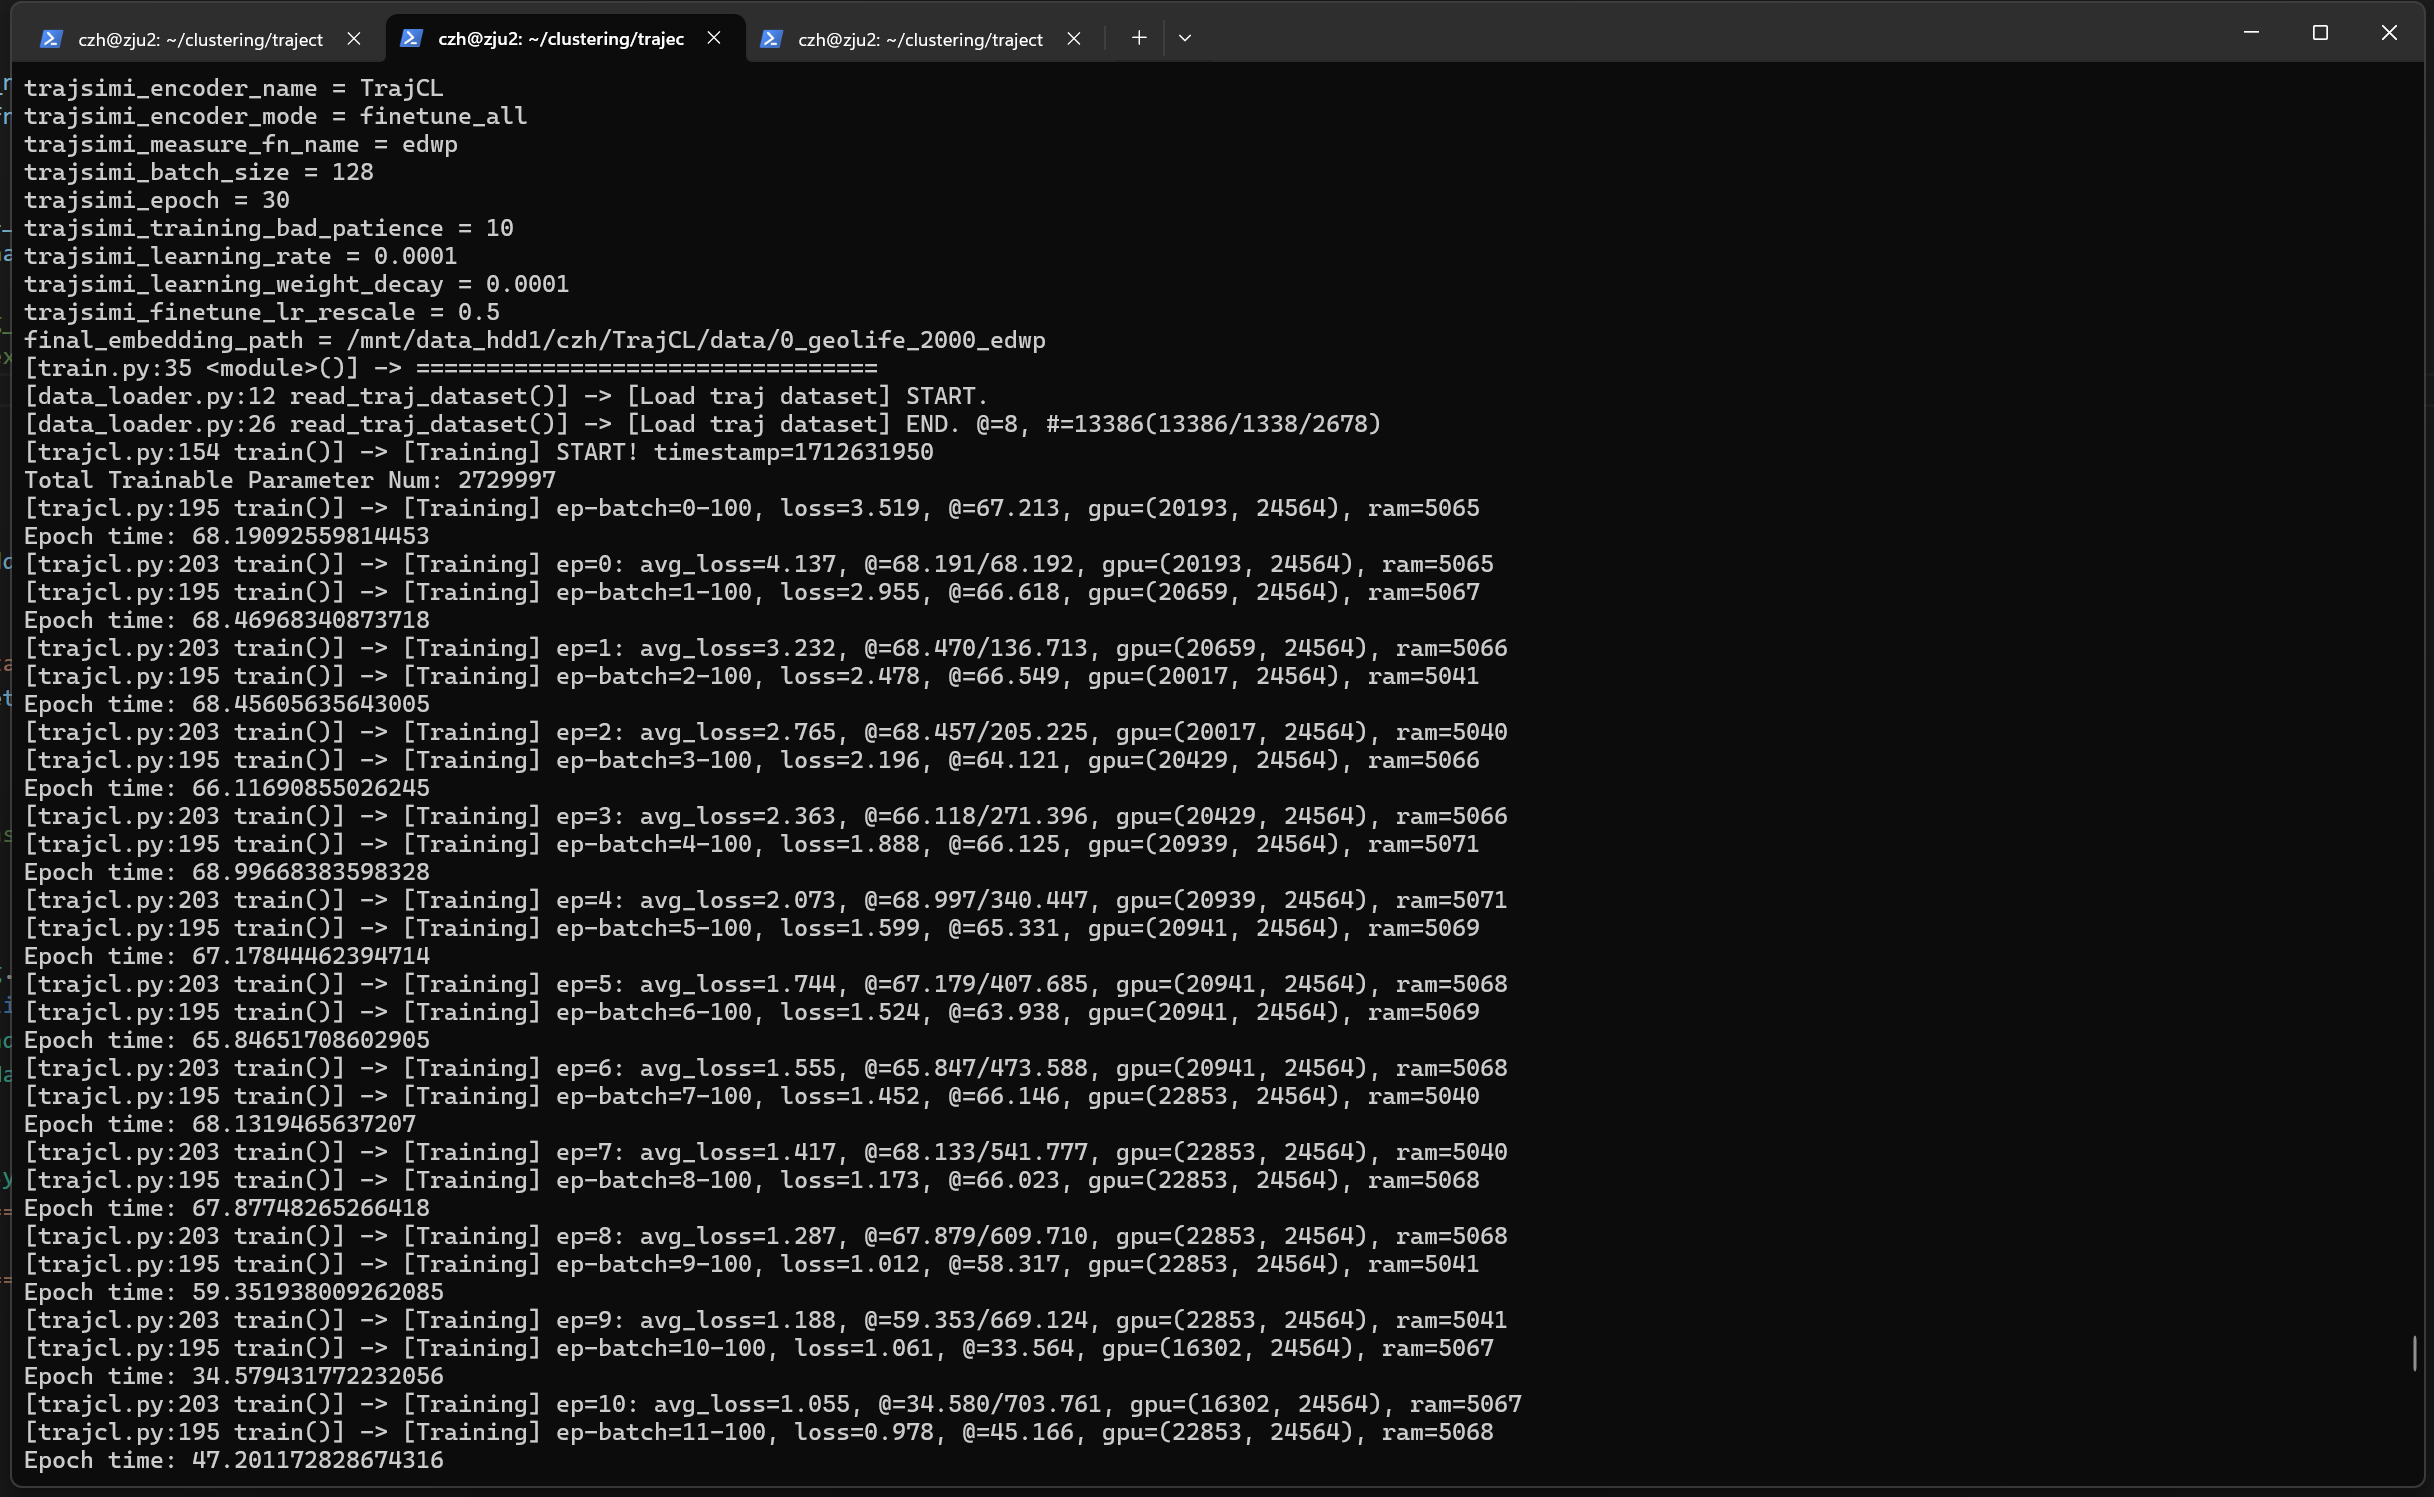 czh@zju2: ~/clustering/traject
czh@zju2: ~/clustering/trajec
czh@zju2: ~/clustering/traject
trajsimi_encoder_name = TrajCL
trajsimi_encoder_mode = finetune_all
trajsimi_measure_fn_name = edwp
trajsimi_batch_size = 128
trajsimi_epoch = 30
trajsimi_training_bad_patience = 10
trajsimi_learning_rate = 0.0001
trajsimi_learning_weight_decay = 0.0001
trajsimi_finetune_lr_rescale = 0.5
final_embedding_path = /mnt/data_hdd1/czh/TrajCL/data/0_geolife_2000_edwp
[train.py:35 <module>()] -> =================================
[data_loader.py:12 read_traj_dataset()] -> [Load traj dataset] START.
[data_loader.py:26 read_traj_dataset()] -> [Load traj dataset] END. @=8, #=13386(13386/1338/2678)
[trajcl.py:154 train()] -> [Training] START! timestamp=1712631950
Total Trainable Parameter Num: 2729997
[trajcl.py:195 train()] -> [Training] ep-batch=0-100, loss=3.519, @=67.213, gpu=(20193, 24564), ram=5065
Epoch time: 68.19092559814453
[trajcl.py:203 train()] -> [Training] ep=0: avg_loss=4.137, @=68.191/68.192, gpu=(20193, 24564), ram=5065
[trajcl.py:195 train()] -> [Training] ep-batch=1-100, loss=2.955, @=66.618, gpu=(20659, 24564), ram=5067
Epoch time: 68.46968340873718
[trajcl.py:203 train()] -> [Training] ep=1: avg_loss=3.232, @=68.470/136.713, gpu=(20659, 24564), ram=5066
[trajcl.py:195 train()] -> [Training] ep-batch=2-100, loss=2.478, @=66.549, gpu=(20017, 24564), ram=5041
Epoch time: 68.45605635643005
[trajcl.py:203 train()] -> [Training] ep=2: avg_loss=2.765, @=68.457/205.225, gpu=(20017, 24564), ram=5040
[trajcl.py:195 train()] -> [Training] ep-batch=3-100, loss=2.196, @=64.121, gpu=(20429, 24564), ram=5066
Epoch time: 66.11690855026245
[trajcl.py:203 train()] -> [Training] ep=3: avg_loss=2.363, @=66.118/271.396, gpu=(20429, 24564), ram=5066
[trajcl.py:195 train()] -> [Training] ep-batch=4-100, loss=1.888, @=66.125, gpu=(20939, 24564), ram=5071
Epoch time: 68.99668383598328
[trajcl.py:203 train()] -> [Training] ep=4: avg_loss=2.073, @=68.997/340.447, gpu=(20939, 24564), ram=5071
[trajcl.py:195 train()] -> [Training] ep-batch=5-100, loss=1.599, @=65.331, gpu=(20941, 24564), ram=5069
Epoch time: 67.17844462394714
[trajcl.py:203 train()] -> [Training] ep=5: avg_loss=1.744, @=67.179/407.685, gpu=(20941, 24564), ram=5068
[trajcl.py:195 train()] -> [Training] ep-batch=6-100, loss=1.524, @=63.938, gpu=(20941, 24564), ram=5069
Epoch time: 65.84651708602905
[trajcl.py:203 train()] -> [Training] ep=6: avg_loss=1.555, @=65.847/473.588, gpu=(20941, 24564), ram=5068
[trajcl.py:195 train()] -> [Training] ep-batch=7-100, loss=1.452, @=66.146, gpu=(22853, 24564), ram=5040
Epoch time: 68.1319465637207
[trajcl.py:203 train()] -> [Training] ep=7: avg_loss=1.417, @=68.133/541.777, gpu=(22853, 24564), ram=5040
[trajcl.py:195 train()] -> [Training] ep-batch=8-100, loss=1.173, @=66.023, gpu=(22853, 24564), ram=5068
Epoch time: 67.87748265266418
[trajcl.py:203 train()] -> [Training] ep=8: avg_loss=1.287, @=67.879/609.710, gpu=(22853, 24564), ram=5068
[trajcl.py:195 train()] -> [Training] ep-batch=9-100, loss=1.012, @=58.317, gpu=(22853, 24564), ram=5041
Epoch time: 59.351938009262085
[trajcl.py:203 train()] -> [Training] ep=9: avg_loss=1.188, @=59.353/669.124, gpu=(22853, 24564), ram=5041
[trajcl.py:195 train()] -> [Training] ep-batch=10-100, loss=1.061, @=33.564, gpu=(16302, 24564), ram=5067
Epoch time: 34.579431772232056
[trajcl.py:203 train()] -> [Training] ep=10: avg_loss=1.055, @=34.580/703.761, gpu=(16302, 24564), ram=5067
[trajcl.py:195 train()] -> [Training] ep-batch=11-100, loss=0.978, @=45.166, gpu=(22853, 24564), ram=5068
Epoch time: 47.201172828674316